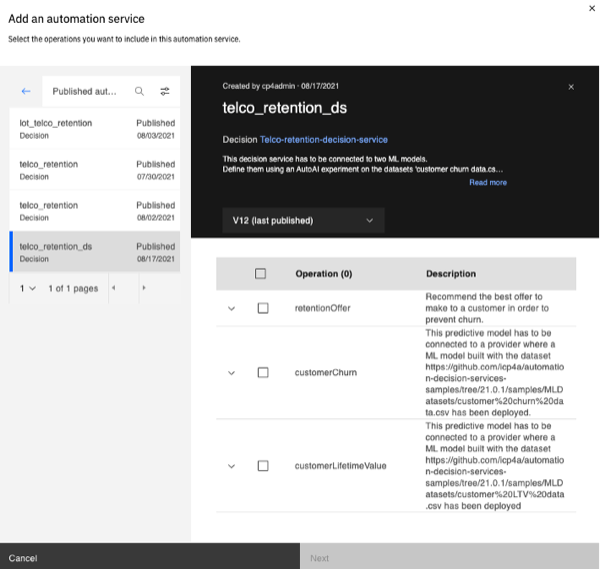 Add an automation service
Select the operations you want to include in this automation service.
Published aut...
lot_telco_retention Published
Decision 08/03/2021
telco_retention Published
Decision 07/30/2021
telco_retention Published
Decision 08/02/2021
telco_retention_ds Published
Decision 08/17/2021
1 1 of 1 pages
Created by cp4admin · 08/17/2021
telco_retention_ds
Decision Telco-retention-decision-service
This decision service has to be connected to two ML models.
Define them using an AutoAI experiment on the datasets 'customer churn data.cs...
Read more
V12 (last published)
Operation (0) Description
retentionOffer
Recommend the best offer to
make to a customer in order to
prevent churn.
customerChurn
This predictive model has to be
connected to a provider where a
ML model built with the dataset
https://github.com/icp4a/automatio
n-decision-services-
samples/tree/21.0.1/samples/MLD
atasets/customer%20churn%20da
ta.csv has been deployed.
customerLifetimeValue
This predictive model has to be
connected to a provider where a
ML model built with the dataset
https://github.com/icp4a/automatio
n-decision-services-
samples/tree/21.0.1/samples/MLD
atasets/customer%20LTV%20data
.csv has been deployed
Cancel Next